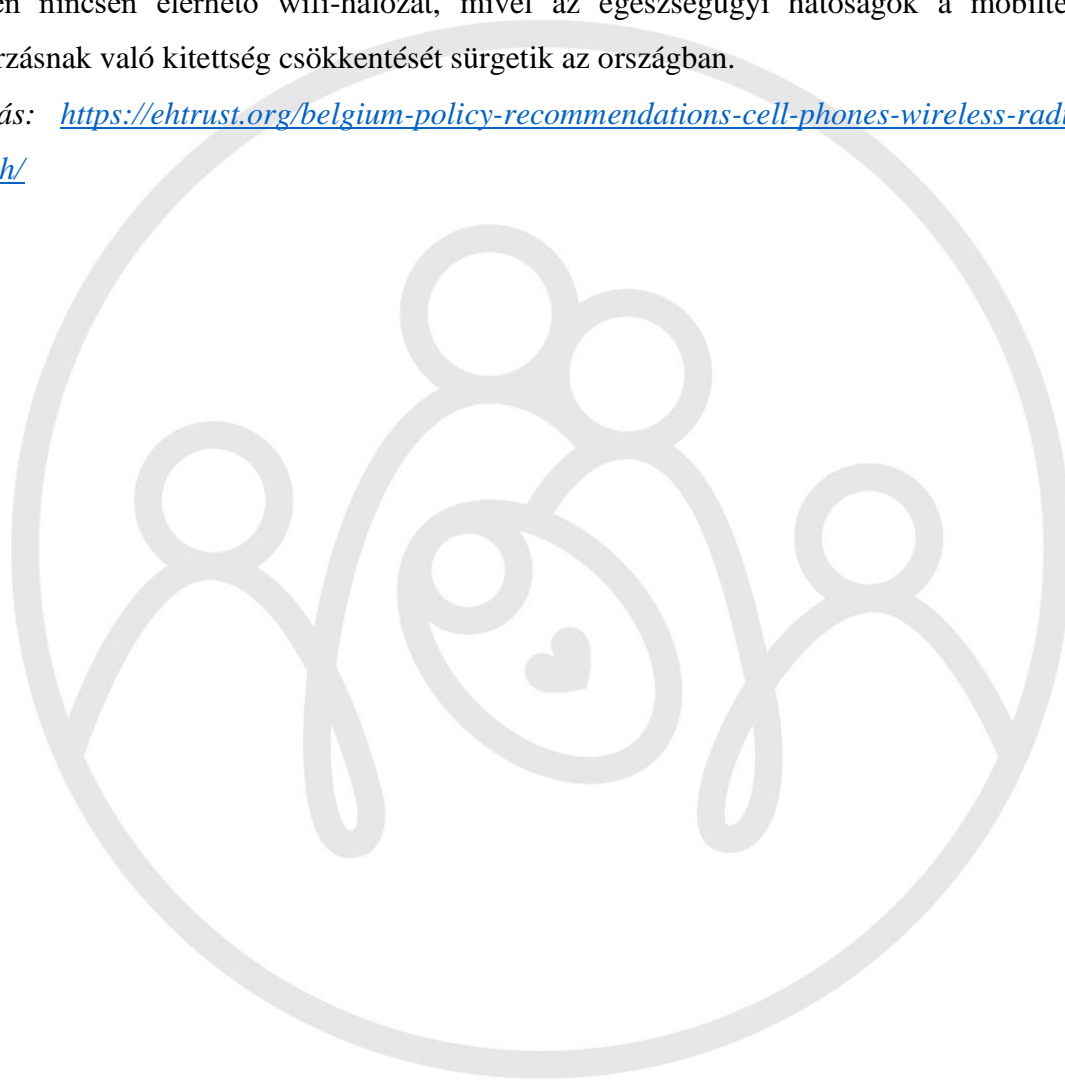 en nincsen elérhető wifi-hálózat, mivel az egészségügyi hatóságok a mobilte
rzásnak való kitettség csökkentését sürgetik az országban.
ás: https://ehtrust.org/belgium-policy-recommendations-cell-phones-wireless-radi
h/